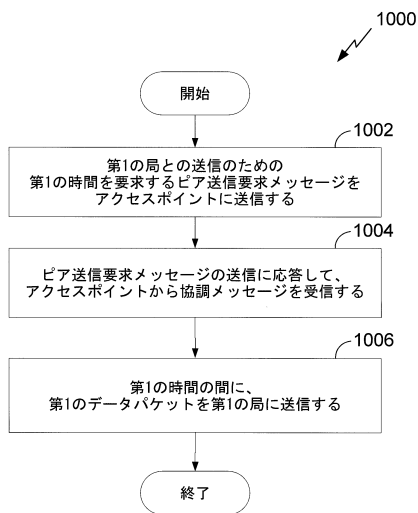 1000
開始
1002
第1の局との送信のための
第1の時間を要求するピア送信要求メッセージを
アクセスポイントに送信する
1004
ピア送信要求メッセージの送信に応答して、
アクセスポイントから協調メッセージを受信する
1006
第1の時間の間に、
第1のデータパケットを第1の局に送信する
終了